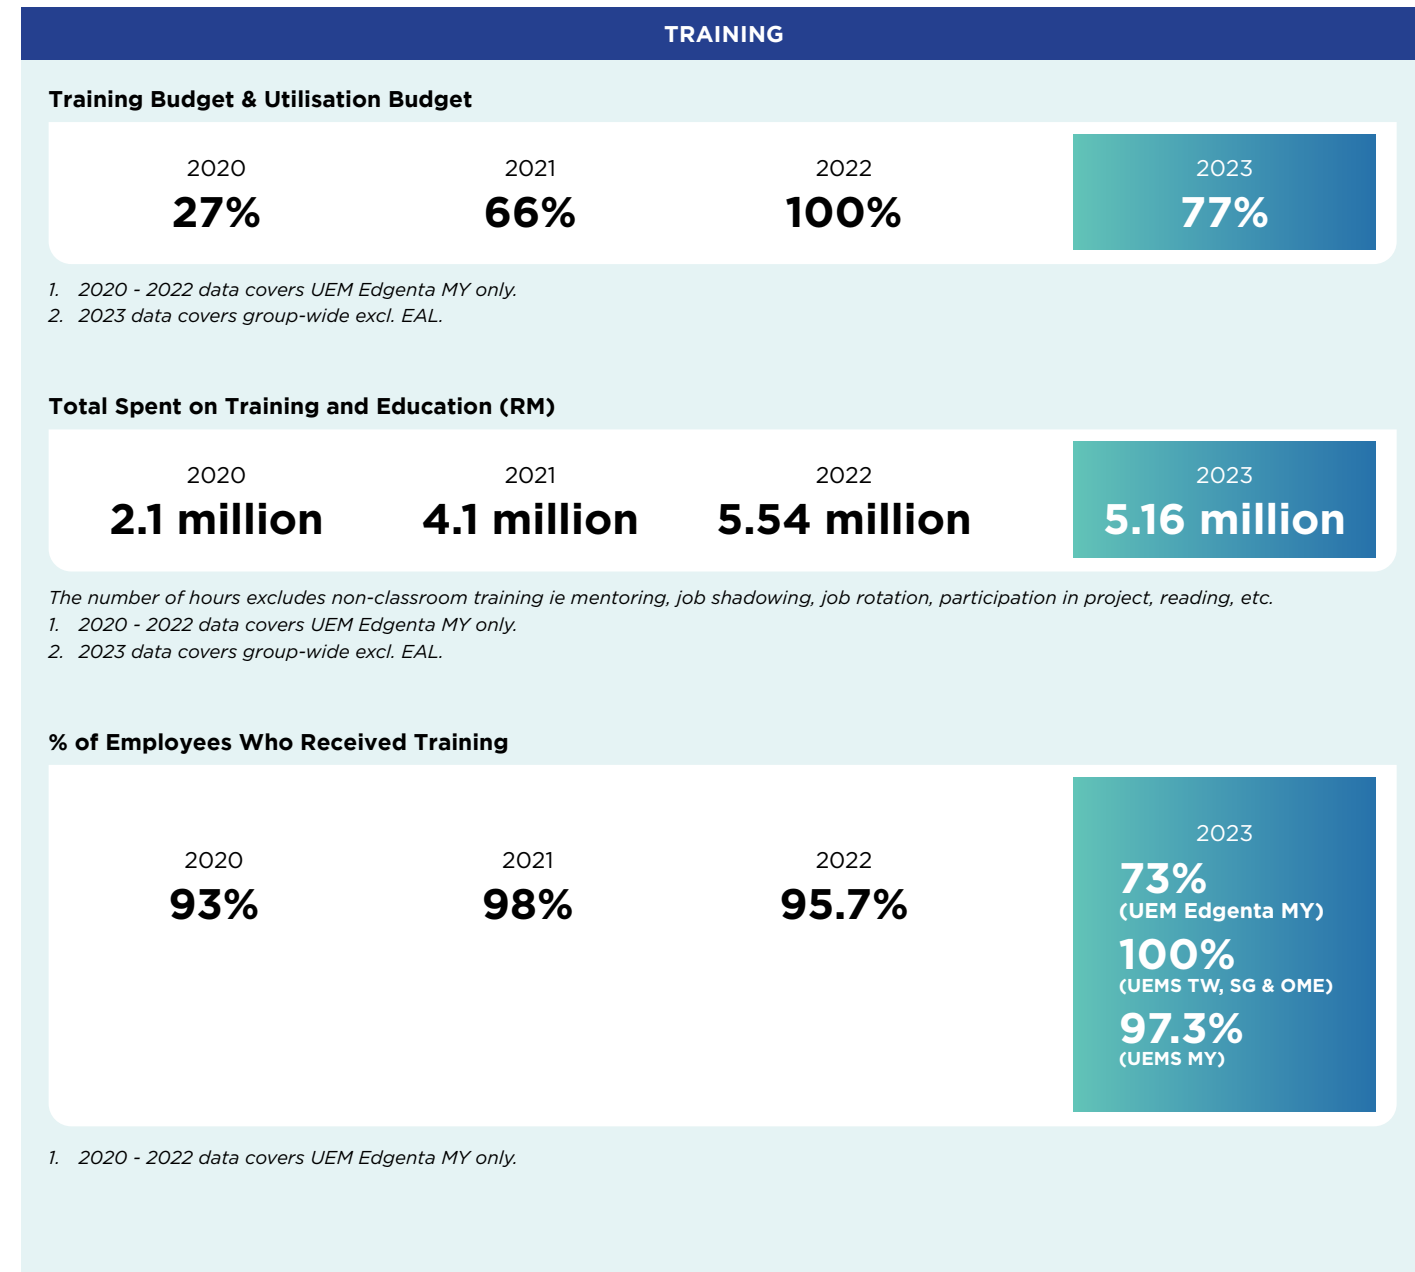 TRAINING
Training Budget & Utilisation Budget
2020
27%
2021
66%
2022
100%
2023
77%
1. 2020 - 2022 data covers UEM Edgenta MY only.
2. 2023 data covers group-wide excl. EAL.
Total Spent on Training and Education (RM)
2020
2.1 million
2021
4.1 million
2022
5.54 million
2023
5.16 million
The number of hours excludes non-classroom training ie mentoring, job shadowing, job rotation, participation in project, reading, etc.
1. 2020 - 2022 data covers UEM Edgenta MY only.
2. 2023 data covers group-wide excl. EAL.
% of Employees Who Received Training
2020
93%
2021
98%
2022
95.7%
2023
73%
(UEM Edgenta MY)
100%
(UEMS TW, SG & OME)
97.3%
(UEMS MY)
1. 2020 - 2022 data covers UEM Edgenta MY only.